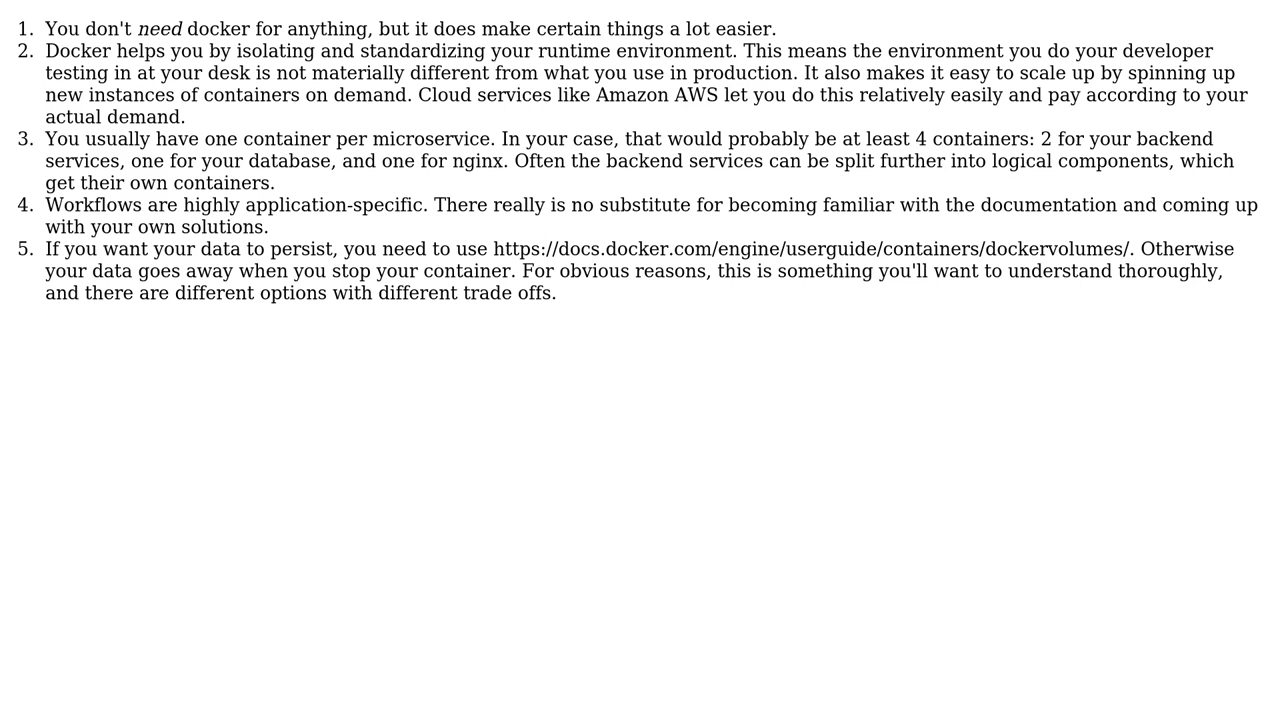 1. You don't need docker for anything, but it does make certain things a lot easier.
2. Docker helps you by isolating and standardizing your runtime environment. This means the environment you do your developer
testing in at your desk is not materially different from what you use in production. It also makes it easy to scale up by spinning up
new instances of containers on demand. Cloud services like Amazon AWS let you do this relatively easily and pay according to your
actual demand.
3. You usually have one container per microservice. In your case, that would probably be at least 4 containers: 2 for your backend
services, one for your database, and one for nginx. Often the backend services can be split further into logical components, which
get their own containers.
4. Workflows are highly application-specific. There really is no substitute for becoming familiar with the documentation and coming up
with your own solutions.
5. If you want your data to persist, you need to use https://docs.docker.com/engine/userguide/containers/dockervolumes/. Otherwise
your data goes away when you stop your container. For obvious reasons, this is something you'll want to understand thoroughly,
and there are different options with different trade offs.